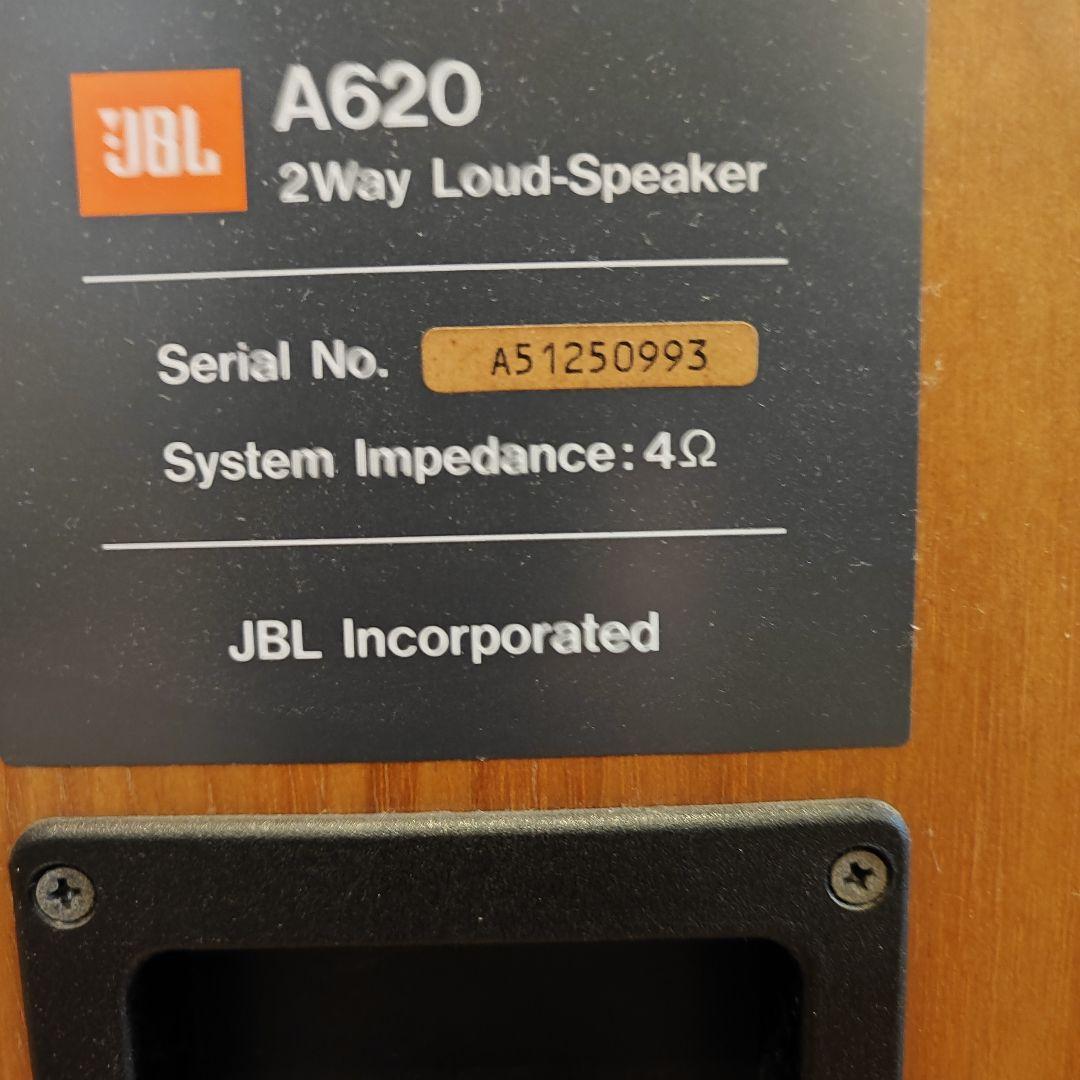 JBL
A620
2Way Loud-Speaker
Serial No. A51250993
System Impedance:4Ω
JBL Incorporated